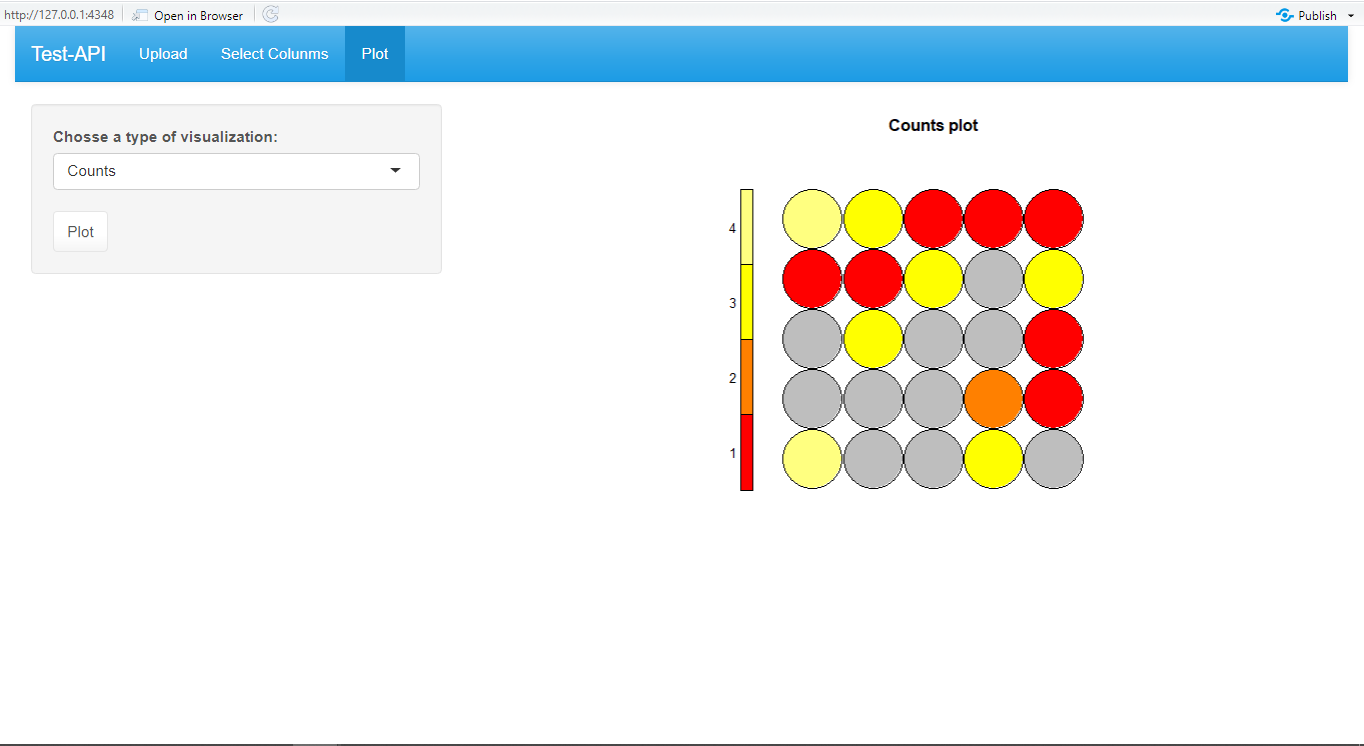 http://127.0.0.1:4348 Open in Browser Publish
Test-API Upload Select Colunms Plot
Chosse a type of visualization:
Counts
Plot
Counts plot
4
3
2
1